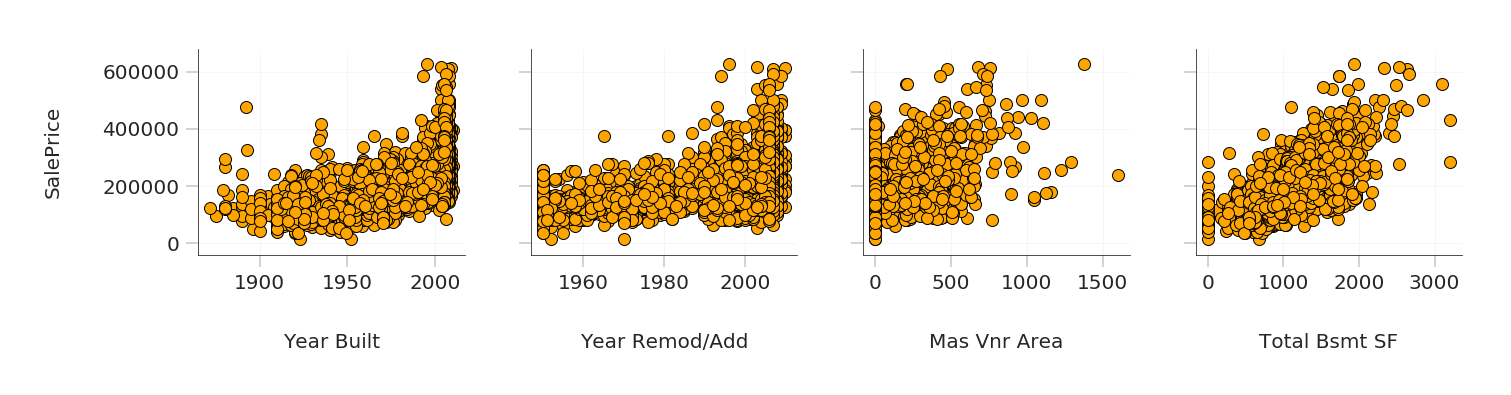 SalePrice
600000
400000
200000
0
1900 1950 2000
Year Built
1960 1980 2000
Year Remod/Add
0 500 1000 1500
Mas Vnr Area
0 1000 2000 3000
Total Bsmt SF